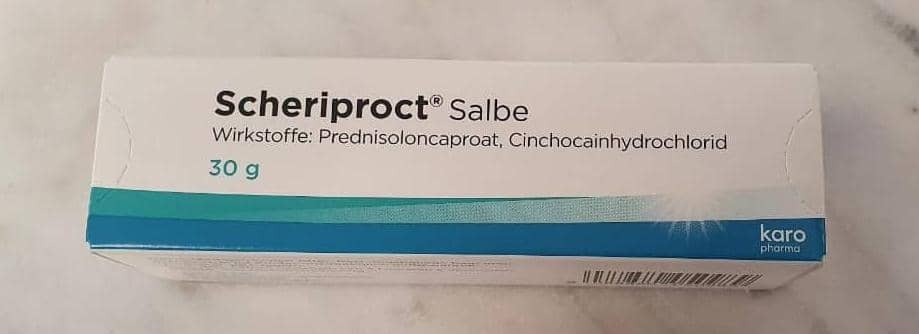 Scheriproct® Salbe
Wirkstoffe: Prednisoloncaproat, Cinchocainhydrochlorid
30 g
karo
pharma